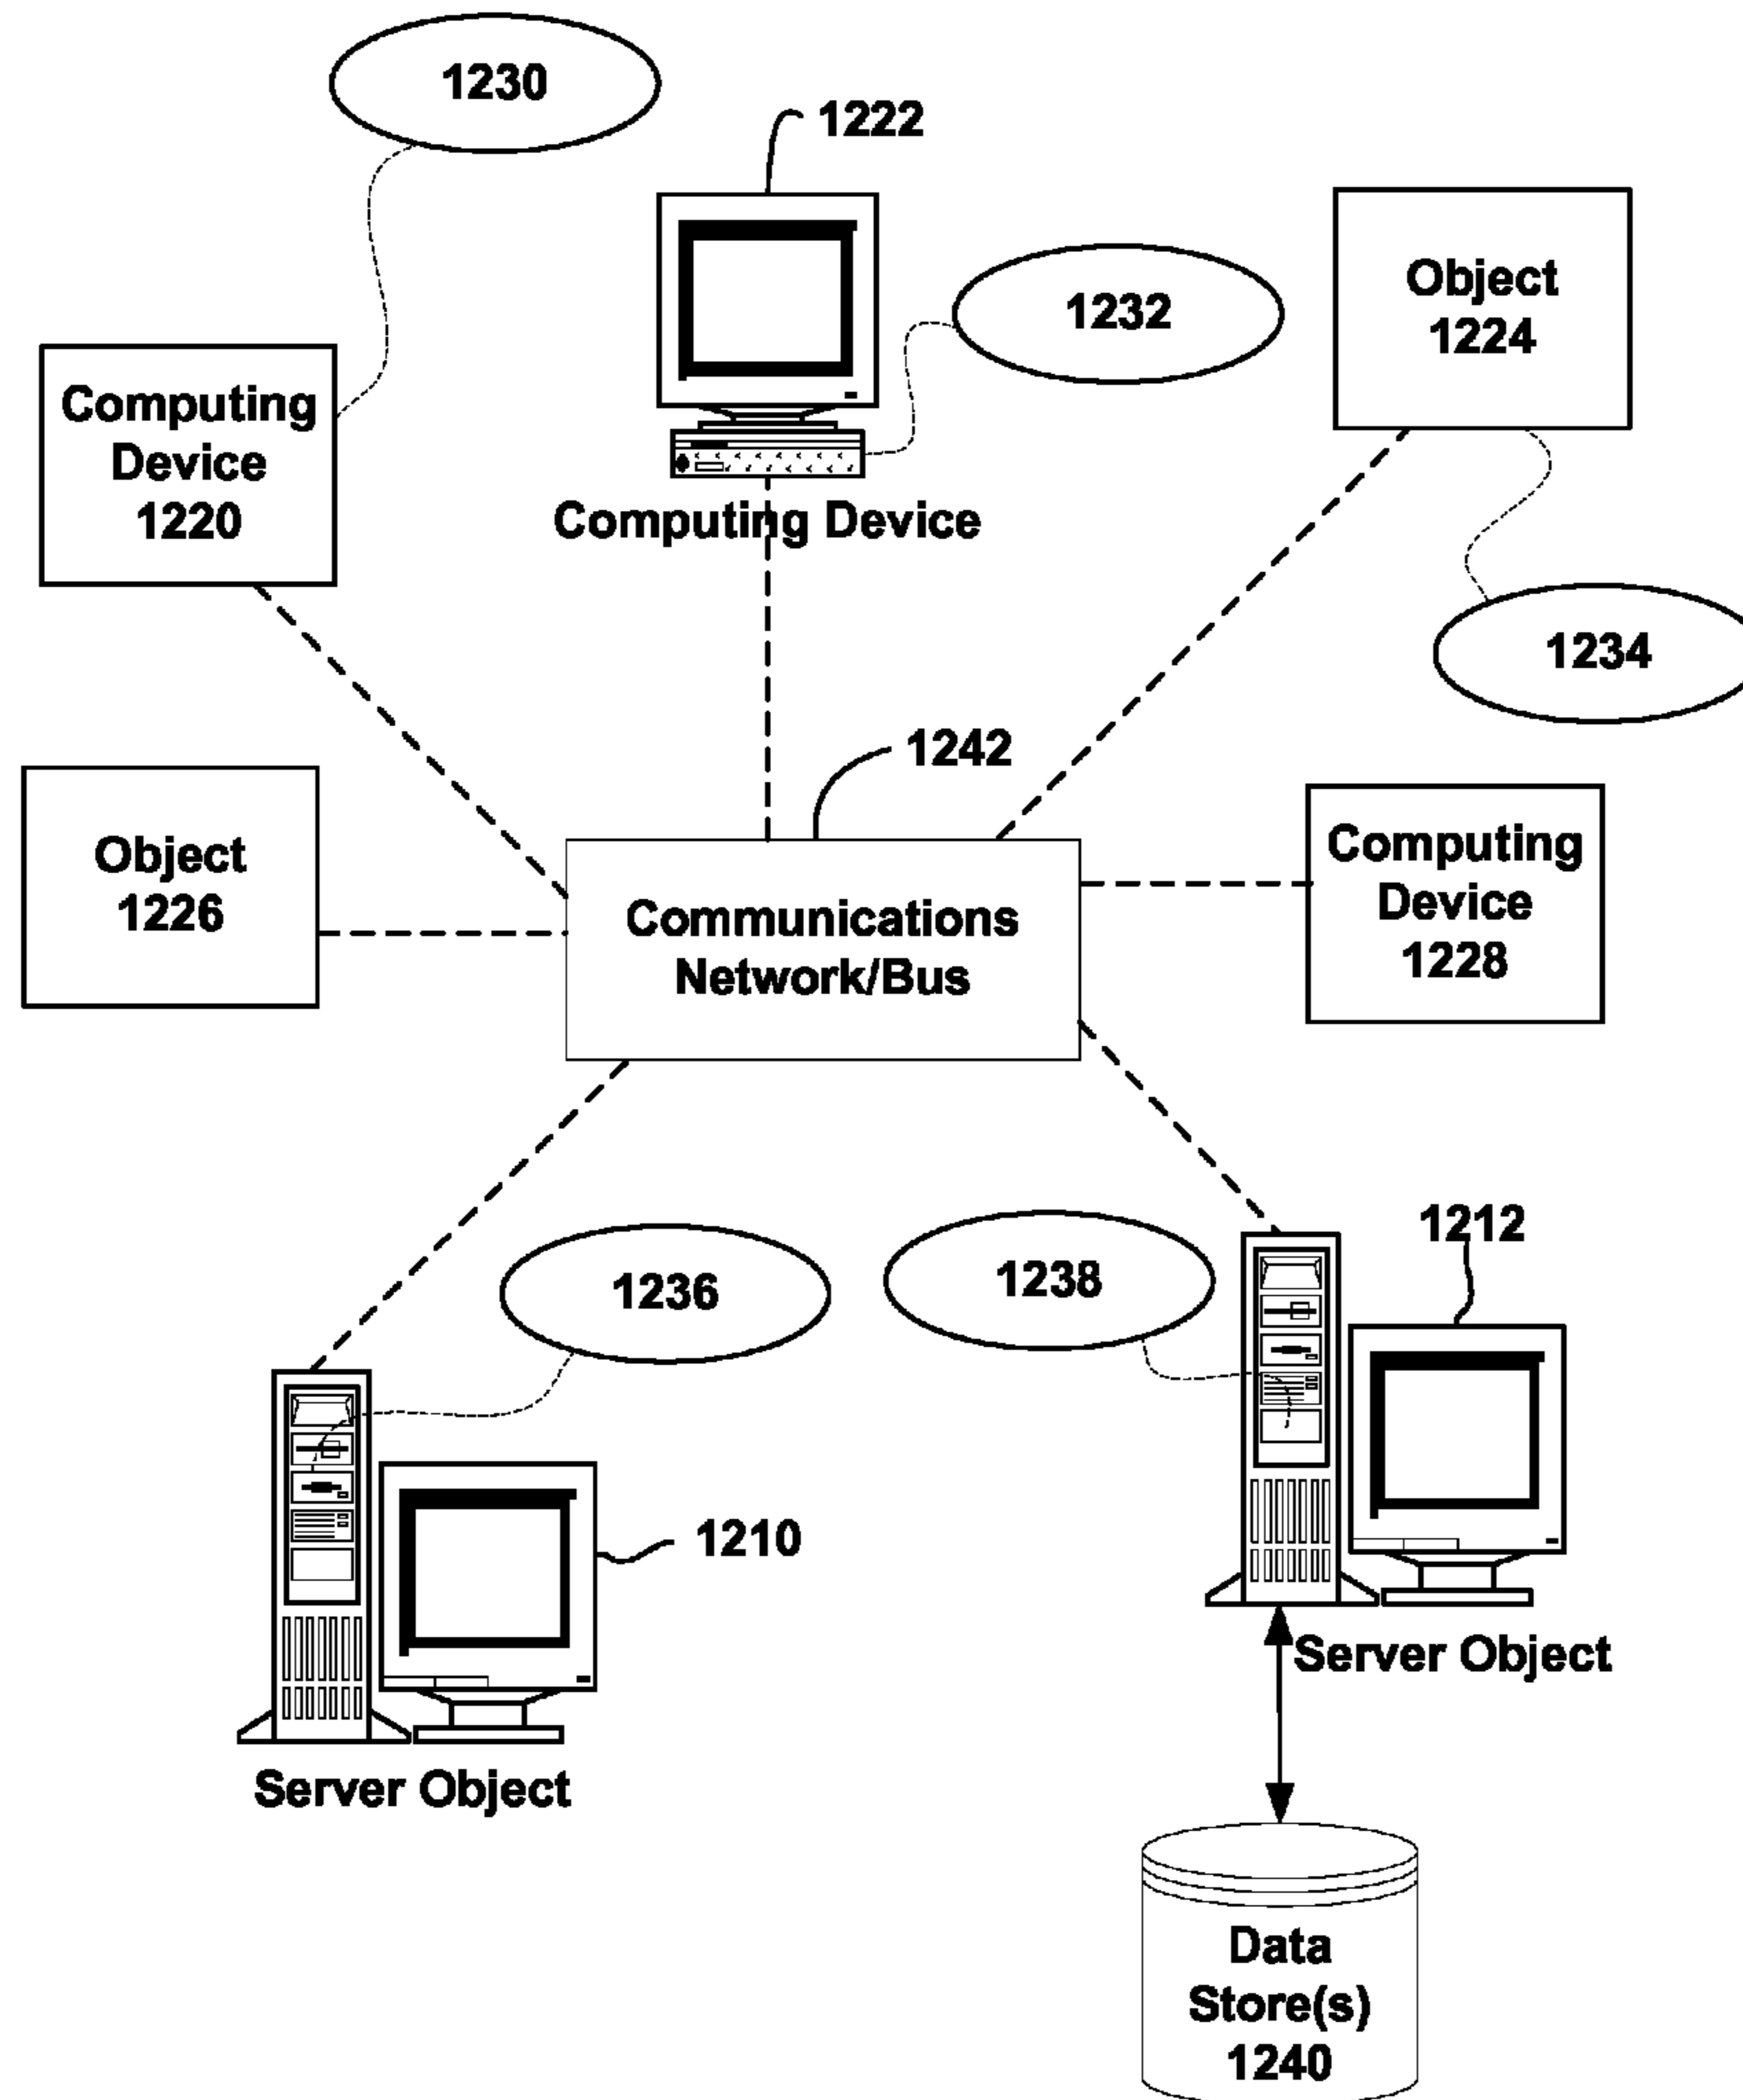 1230
1222
Computing
Device
1220
1232
Object
1224
Computing Device
1234
1242
Object
1226
Communications
Network/Bus
Computing
Device
1228
1236
1238
1212
1210
Server Object
Server Object
Data
Store(s)
1240